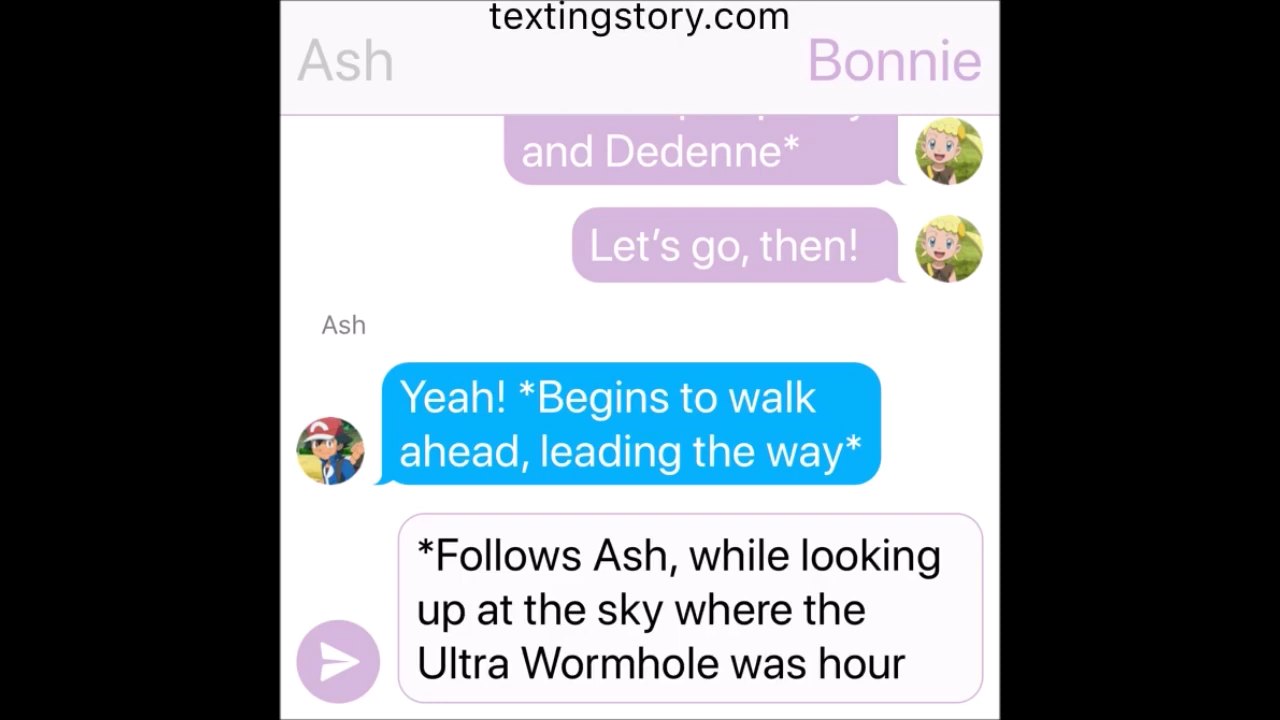 textingstory.com
Ash Bonnie
and Dedenne*
Let's go, then!
Ash
Yeah! *Begins to walk
ahead, leading the way*
*Follows Ash, while looking
up at the sky where the
Ultra Wormhole was hour